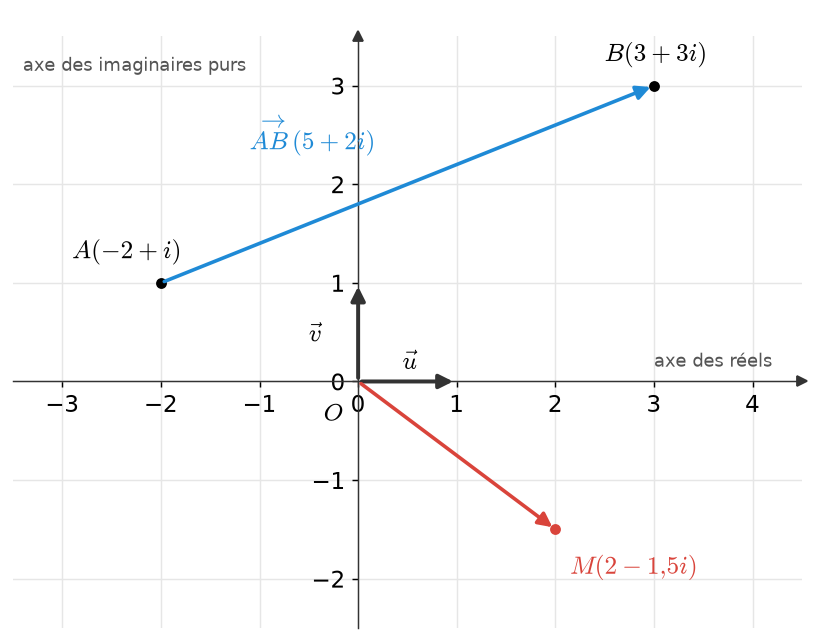 B(3 + 3i)
axe des imaginaires purs
3
→
AB (5 + 2i)
2
A(−2 + i)
1
v⃗
u⃗
axe des réels
0
−3 −2 −1 0 1 2 3 4
O
−1
M(2 − 1,5i)
−2